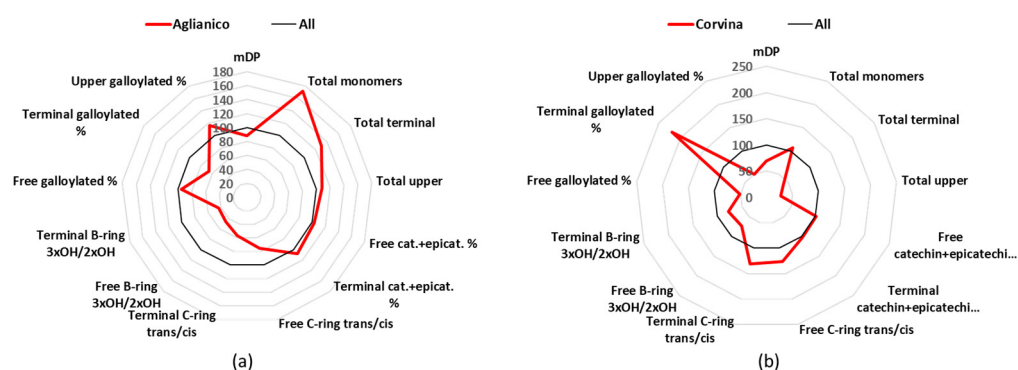 Aglianico
All
mDP
180
160
140
120
100
80
60
40
20
0
Total monomers
Total terminal
Total upper
Free cat.+epicat. %
Terminal cat.+epicat.
%
Free C-ring trans/cis
Terminal C-ring
trans/cis
Free B-ring
3xOH/2xOH
Terminal B-ring
3xOH/2xOH
Free galloylated %
Terminal galloylated
%
Upper galloylated %
(a)
Corvina
All
mDP
250
200
150
100
50
0
Total monomers
Total terminal
Total upper
Free
catechin+epicatechi...
Terminal
catechin+epicatechi...
Free C-ring trans/cis
Terminal C-ring
trans/cis
Free B-ring
3xOH/2xOH
Terminal B-ring
3xOH/2xOH
Free galloylated %
Terminal galloylated
%
Upper galloylated %
(b)